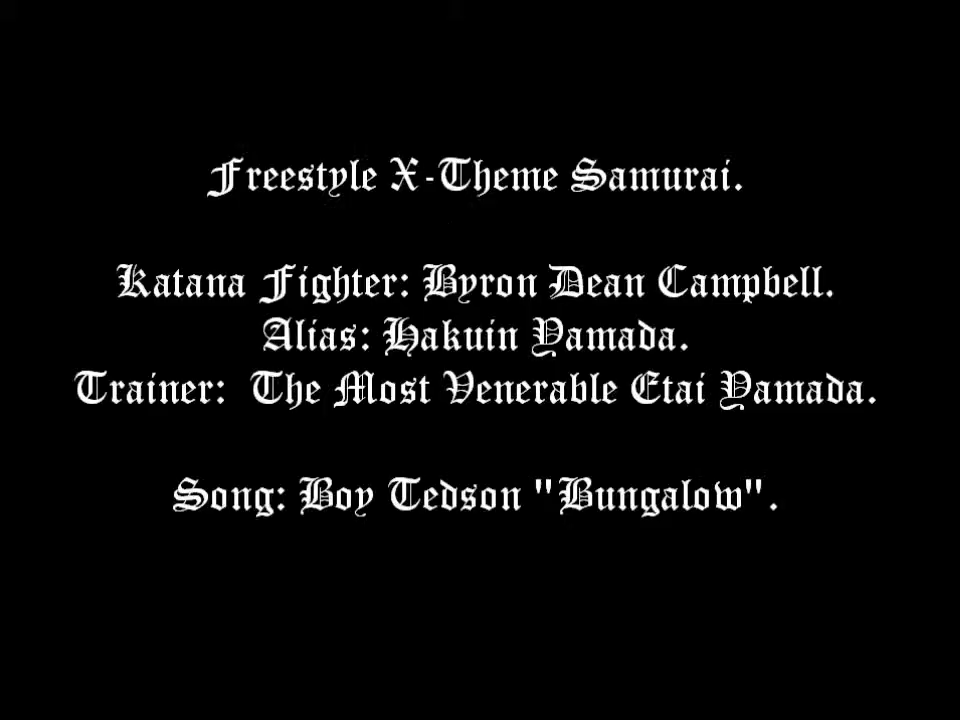 Freestyle X-Theme Samurai.
Katana Fighter: Byron Dean Campbell.
Alias: Hakuin Yamada.
Trainer: The Most Venerable Etai Yamada.
Song: Boy Tedson "Bungalow".